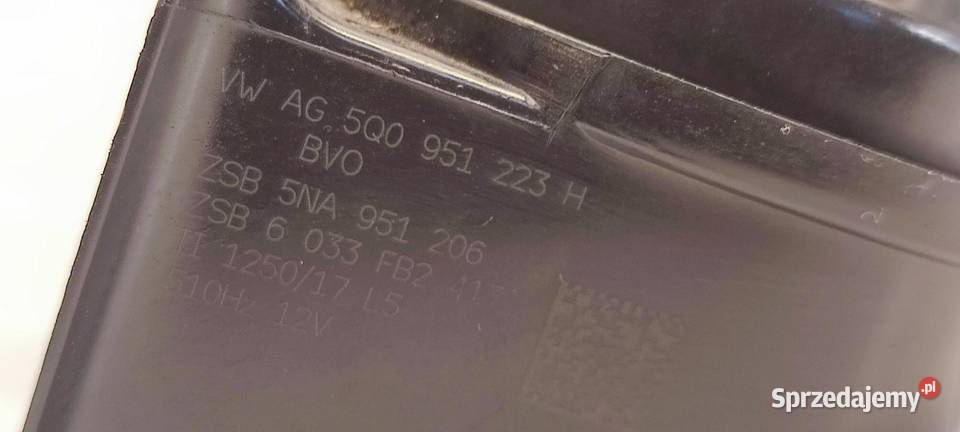 VW AG 5Q0 951 223 H
BVO
ZSB 5NA 951 206
ZSB 6 033 FB2
1250/17 L5
510Hz 12V
Sprzedajemy.pl